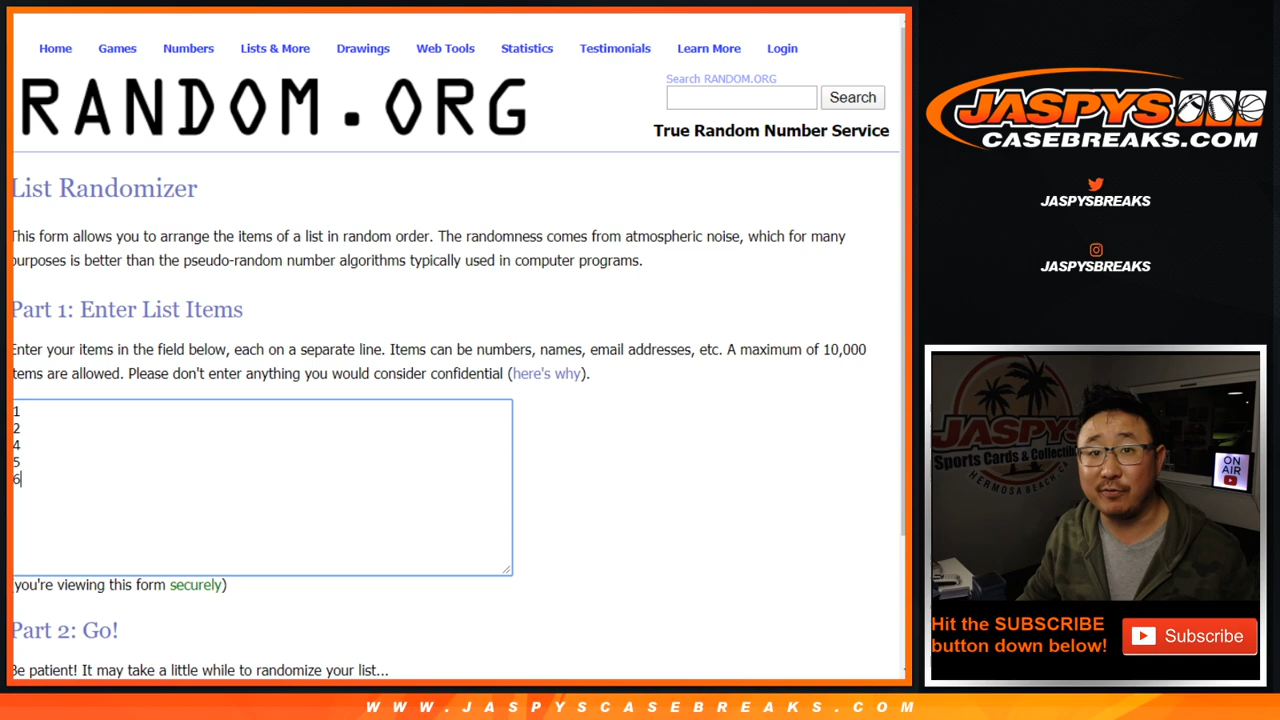 Home Games Numbers Lists & More Drawings Web Tools Statistics Testimonials Learn More Login
RANDOM.ORG
Search RANDOM.ORG
Search
True Random Number Service
List Randomizer
This form allows you to arrange the items of a list in random order. The randomness comes from atmospheric noise, which for many
purposes is better than the pseudo-random number algorithms typically used in computer programs.
Part 1: Enter List Items
Enter your items in the field below, each on a separate line. Items can be numbers, names, email addresses, etc. A maximum of 10,000
items are allowed. Please don't enter anything you would consider confidential (here's why).
1
2
4
5
6
(you're viewing this form securely)
Part 2: Go!
Be patient! It may take a little while to randomize your list...
JASPYS
CASEBREAKS.COM
JASPYSBREAKS
JASPYSBREAKS
JASPYS
Sports Cards & Collectib
HERMOSA BEACH, CA
ON
AIR
Hit the SUBSCRIBE
button down below!
Subscribe
WWW.JASPYSCASEBREAKS.COM